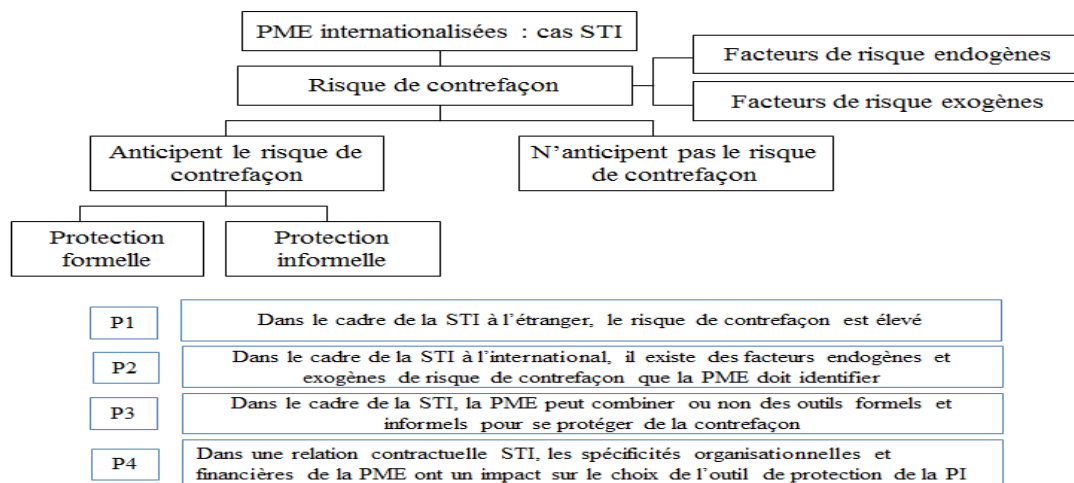 PME internationalisées : cas STI
Facteurs de risque endogènes
Risque de contrefaçon
Facteurs de risque exogènes
Anticipent le risque de
contrefaçon
N'anticipent pas le risque
de contrefaçon
Protection
formelle
Protection
informelle
P1
Dans le cadre de la STI à l'étranger, le risque de contrefaçon est élevé
P2
Dans le cadre de la STI à l'international, il existe des facteurs endogènes et
exogènes de risque de contrefaçon que la PME doit identifier
P3
Dans le cadre de la STI, la PME peut combiner ou non des outils formels et
informels pour se protéger de la contrefaçon
P4
Dans une relation contractuelle STI, les spécificités organisationnelles et
financières de la PME ont un impact sur le choix de l'outil de protection de la PI